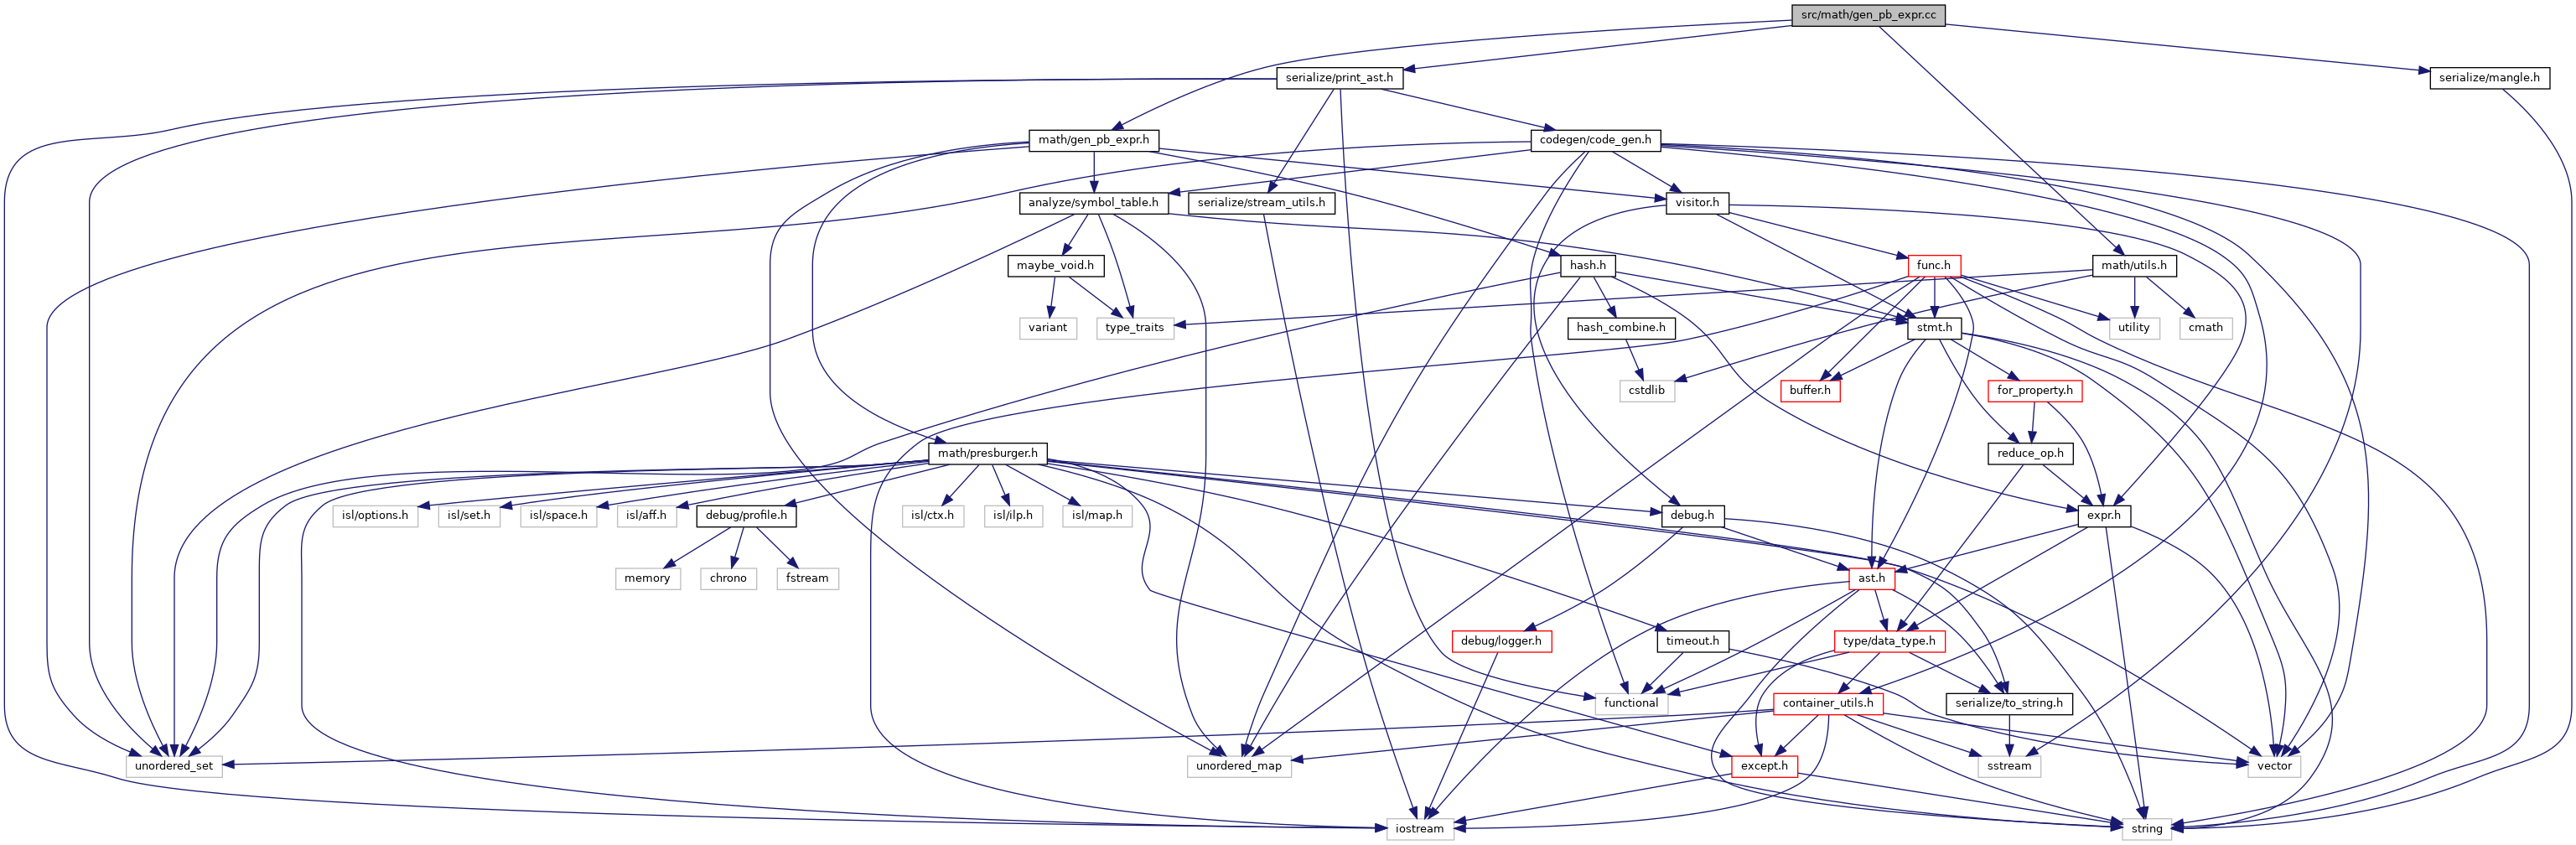 src/math/gen_pb_expr.cc
serialize/print_ast.h
serialize/mangle.h
math/gen_pb_expr.h
codegen/code_gen.h
analyze/symbol_table.h
serialize/stream_utils.h
visitor.h
maybe_void.h
hash.h
func.h
math/utils.h
variant
type_traits
hash_combine.h
stmt.h
utility
cmath
cstdlib
buffer.h
for_property.h
math/presburger.h
reduce_op.h
isl/options.h
isl/set.h
isl/space.h
isl/aff.h
debug/profile.h
isl/ctx.h
isl/ilp.h
isl/map.h
debug.h
expr.h
memory
chrono
fstream
ast.h
debug/logger.h
timeout.h
type/data_type.h
functional
container_utils.h
serialize/to_string.h
unordered_set
unordered_map
except.h
sstream
vector
iostream
string